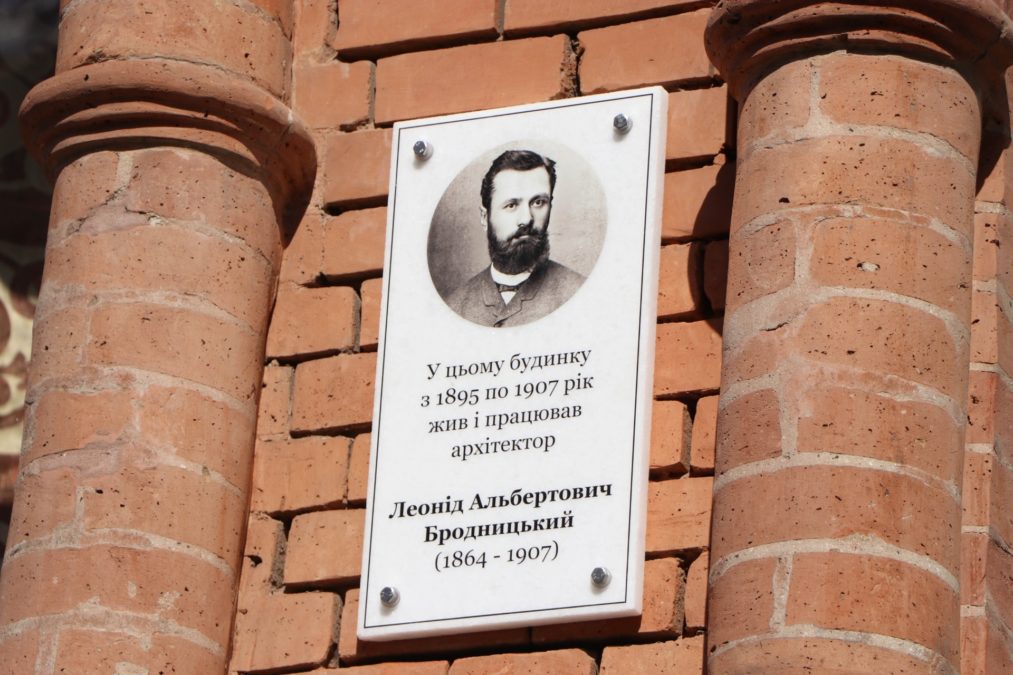 У цьому будинку
з 1895 по 1907 рік
жив і працював
архітектор
Леонід Альбертович
Бродницький
(1864 - 1907)